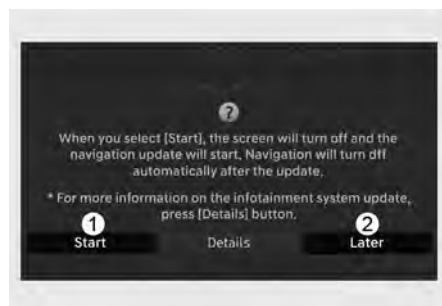 ?
When you select [Start], the screen will turn off and the
navigation update will start. Navigation will turn dff
automatically after the update.
* For more information on the infotainment system update,
press [Details] button.
1 2
Start Details Later